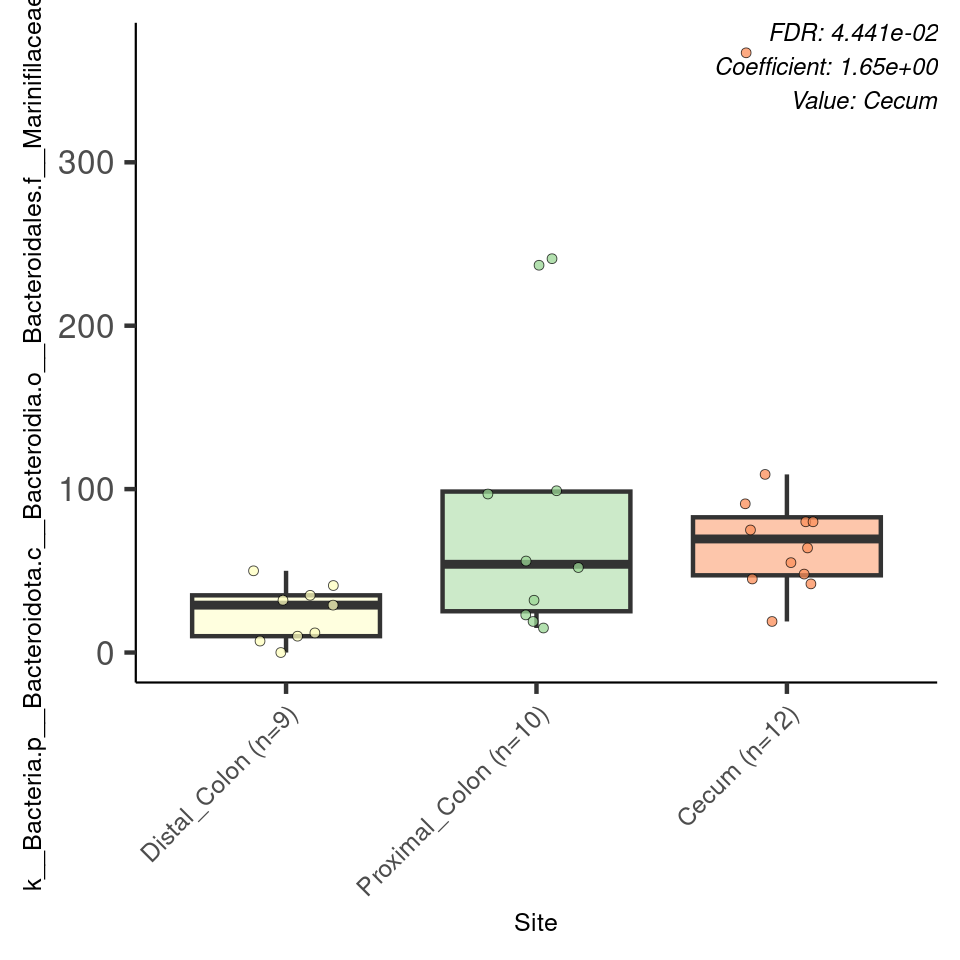 FDR: 4.441e-02
Coefficient: 1.65e+00
Value: Cecum
k__Bacteria.p__Bacteroidota.c__Bacteroidia.o__Bacteroidales.f__Marinifilaceae
300
200
100
0
Distal_Colon (n=9)
Proximal_Colon (n=10)
Cecum (n=12)
Site